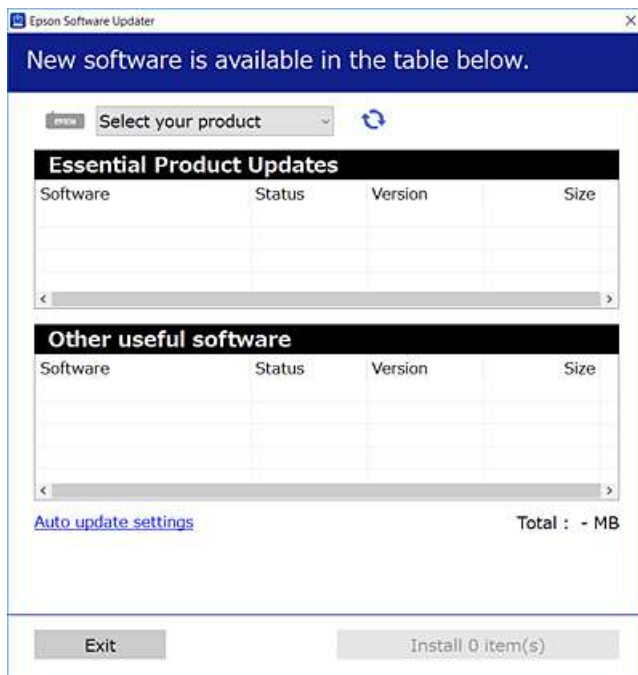 Epson Software Updater
New software is available in the table below.
EPSON Select your product
Essential Product Updates
Software Status Version Size
Other useful software
Software Status Version Size
Auto update settings Total : - MB
Exit Install 0 item(s)